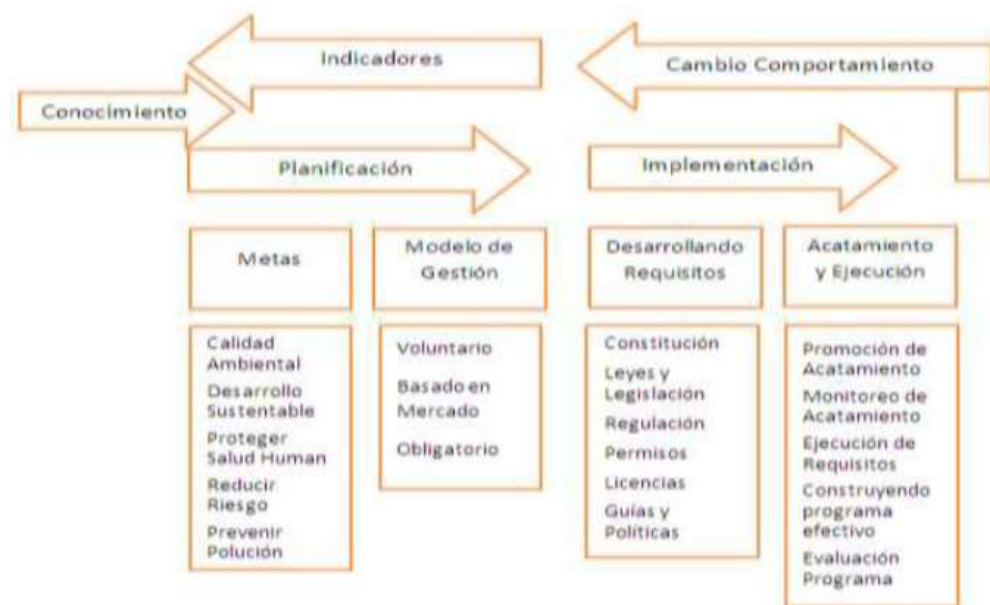 Indicadores
Cambio Comportamiento
Conocimiento
Planificación
Implementación
Metas
Modelo de
Gestión
Desarrollando
Requisitos
Acatamiento
y Ejecución
Calidad
Ambiental
Desarrollo
Sustentable
Proteger
Salud Human
Reducir
Riesgo
Prevenir
Polución
Voluntario
Basado en
Mercado
Obligatorio
Constitución
Leyes y
Legislación
Regulación
Permisos
Licencias
Guías y
Políticas
Promoción de
Acatamiento
Monitoreo de
Acatamiento
Ejecución de
Requisitos
Construyendo
programa
efectivo
Evaluación
Programa